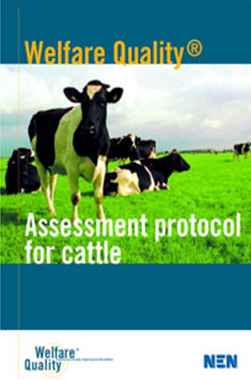 Welfare Quality®
Assessment protocol
for cattle
Welfare®
Quality
NEN